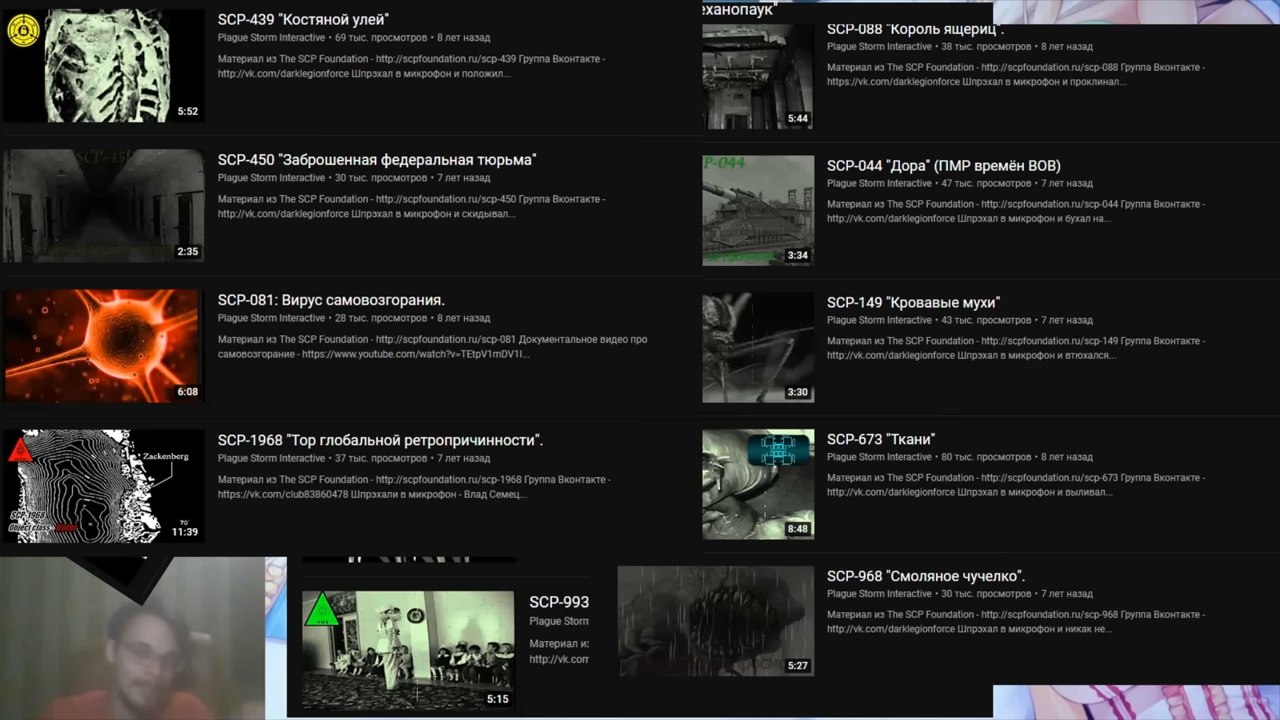 SCP-439 "Костяной улей"
Plague Storm Interactive • 69 тыс. просмотров • 8 лет назад
Материал из The SCP Foundation - http://scpfoundation.ru/scp-439 Группа Вконтакте -
http://vk.com/darklegionforce Шпрэхал в микрофон и положил...
5:52
SCP-450 "Заброшенная федеральная тюрьма"
Plague Storm Interactive • 30 тыс. просмотров • 7 лет назад
Материал из The SCP Foundation - http://scpfoundation.ru/scp-450 Группа Вконтакте -
http://vk.com/darklegionforce Шпрэхал в микрофон и скидывал...
SCP-45
2:35
SCP-081: Вирус самовозгорания.
Plague Storm Interactive • 28 тыс. просмотров • 8 лет назад
Материал из The SCP Foundation - http://scpfoundation.ru/scp-081 Документальное видео про
самовозгорание - https://www.youtube.com/watch?v=TEtpV1mDV1I...
6:08
SCP-1968 "Тор глобальной ретропричинности".
Plague Storm Interactive • 37 тыс. просмотров • 7 лет назад
Материал из The SCP Foundation - http://scpfoundation.ru/scp-1968 Группа Вконтакте -
https://vk.com/club83860478 Шпрэхали в микрофон - Влад Семец...
Zackenberg
SCP-1968
Object class -
70°
11:39
SCP-993
Plague Storm
Материал из
http://vk.com
5:15
еханопаук"
SCP-088 "Король ящериц".
Plague Storm Interactive • 38 тыс. просмотров • 8 лет назад
Материал из The SCP Foundation - http://scpfoundation.ru/scp-088 Группа Вконтакте -
https://vk.com/darklegionforce Шпрэхал в микрофон и проклинал...
5:44
SCP-044 "Дора" (ПМР времён ВОВ)
Plague Storm Interactive • 47 тыс. просмотров • 7 лет назад
Материал из The SCP Foundation - http://scpfoundation.ru/scp-044 Группа Вконтакте -
http://vk.com/darklegionforce Шпрэхал в микрофон и бухал на...
P-044
3:34
SCP-149 "Кровавые мухи"
Plague Storm Interactive • 43 тыс. просмотров • 7 лет назад
Материал из The SCP Foundation - http://scpfoundation.ru/scp-149 Группа Вконтакте -
http://vk.com/darklegionforce Шпрэхал в микрофон и втюхался...
3:30
SCP-673 "Ткани"
Plague Storm Interactive • 80 тыс. просмотров • 8 лет назад
Материал из The SCP Foundation - http://scpfoundation.ru/scp-673 Группа Вконтакте -
http://vk.com/darklegionforce Шпрэхал в микрофон и выливал...
8:48
SCP-968 "Смоляное чучелко".
Plague Storm Interactive • 30 тыс. просмотров • 7 лет назад
Материал из The SCP Foundation - http://scpfoundation.ru/scp-968 Группа Вконтакте -
http://vk.com/darklegionforce Шпрэхал в микрофон и никак не...
5:27